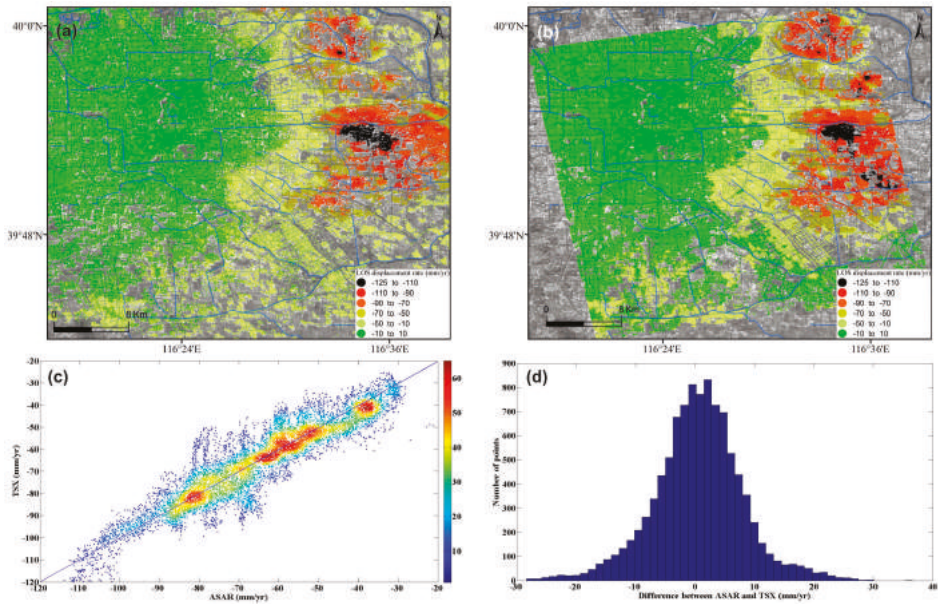 (a)
N
40°0'N
39°48'N
LOS displacement rate (mm/yr)
-125 to -110
-110 to -90
-90 to -70
-70 to -50
-50 to -10
-10 to 10
0 8 Km
116°24'E 116°36'E
(b)
N
40°0'N
39°48'N
LOS displacement rate (mm/yr)
-125 to -110
-110 to -90
-90 to -70
-70 to -50
-50 to -10
-10 to 10
0 8 Km
116°24'E 116°36'E
(c)
TSX (mm/yr)
-20
-30
-40
-50
-60
-70
-80
-90
-100
-110
-120
-120 -110 -100 -90 -80 -70 -60 -50 -40 -30 -20
ASAR (mm/yr)
60
50
40
30
20
10
(d)
Number of points
900
800
700
600
500
400
300
200
100
0
-30 -20 -10 0 10 20 30 40
Difference between ASAR and TSX (mm/yr)